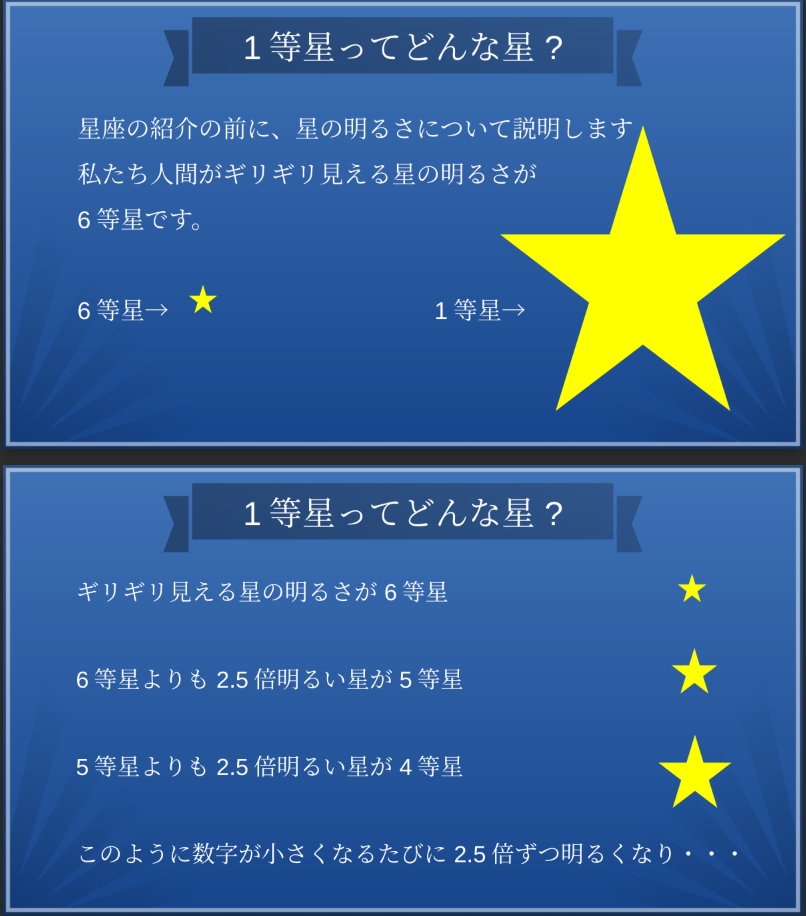 1等星ってどんな星?
星座の紹介の前に、星の明るさについて説明します
私たち人間がギリギリ見える星の明るさが
6等星です。
6等星→
1等星→
1等星ってどんな星?
ギリギリ見える星の明るさが 6等星
6等星よりも 2.5倍明るい星が 5等星
5等星よりも 2.5倍明るい星が 4等星
このように数字が小さくなるたびに 2.5倍ずつ明るくなり・・・